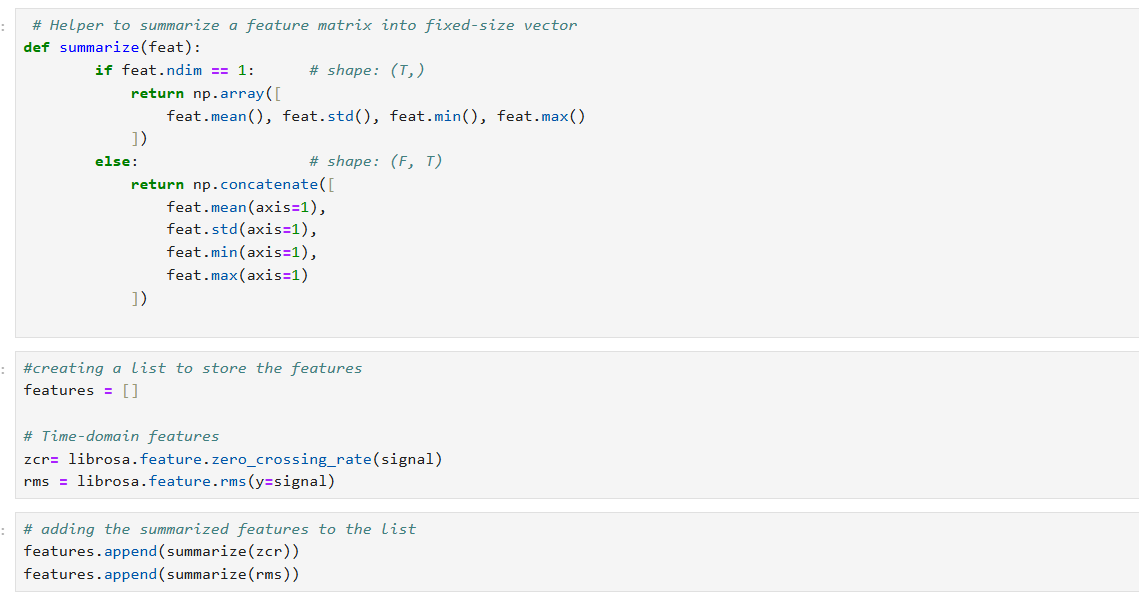 :
# Helper to summarize a feature matrix into fixed-size vector
def summarize(feat):
        if feat.ndim == 1:      # shape: (T,)
            return np.array([
                feat.mean(), feat.std(), feat.min(), feat.max()
            ])
        else:                   # shape: (F, T)
            return np.concatenate([
                feat.mean(axis=1),
                feat.std(axis=1),
                feat.min(axis=1),
                feat.max(axis=1)
            ])
:
#creating a list to store the features
features = []
# Time-domain features
zcr= librosa.feature.zero_crossing_rate(signal)
rms = librosa.feature.rms(y=signal)
:
# adding the summarized features to the list
features.append(summarize(zcr))
features.append(summarize(rms))